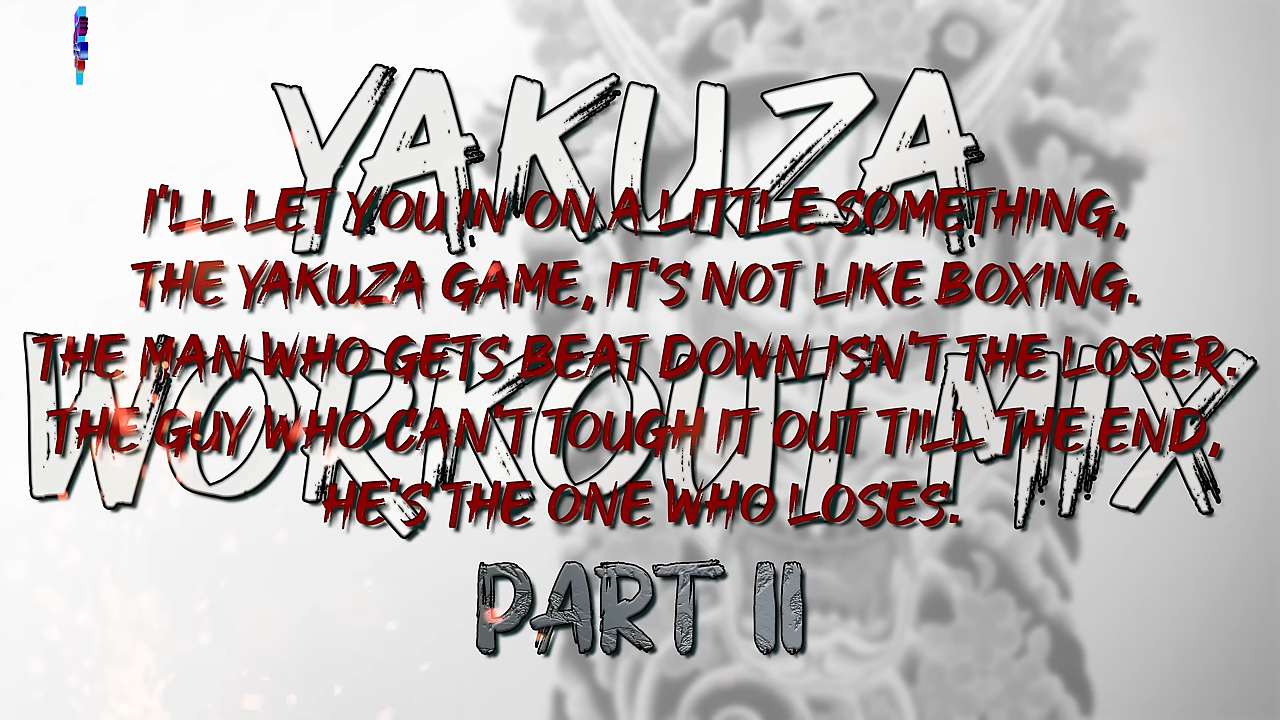 YAKUZA
I'LL LET YOU IN ON A LITTLE SOMETHING,
THE YAKUZA GAME, IT'S NOT LIKE BOXING.
THE MAN WHO GETS BEAT DOWN ISN'T THE LOSER.
THE GUY WHO CAN'T TOUGH IT OUT TILL THE END,
HE'S THE ONE WHO LOSES.
WORKOUT MIX
PART II